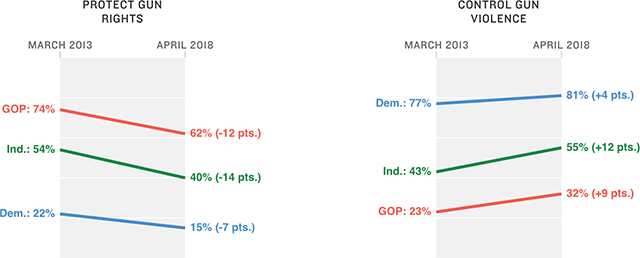 PROTECT GUN
RIGHTS
MARCH 2013
APRIL 2018
GOP: 74%
62% (-12 pts.)
Ind.: 54%
40% (-14 pts.)
Dem.: 22%
15% (-7 pts.)
CONTROL GUN
VIOLENCE
MARCH 2013
APRIL 2018
Dem.: 77%
81% (+4 pts.)
55% (+12 pts.)
Ind.: 43%
32% (+9 pts.)
GOP: 23%